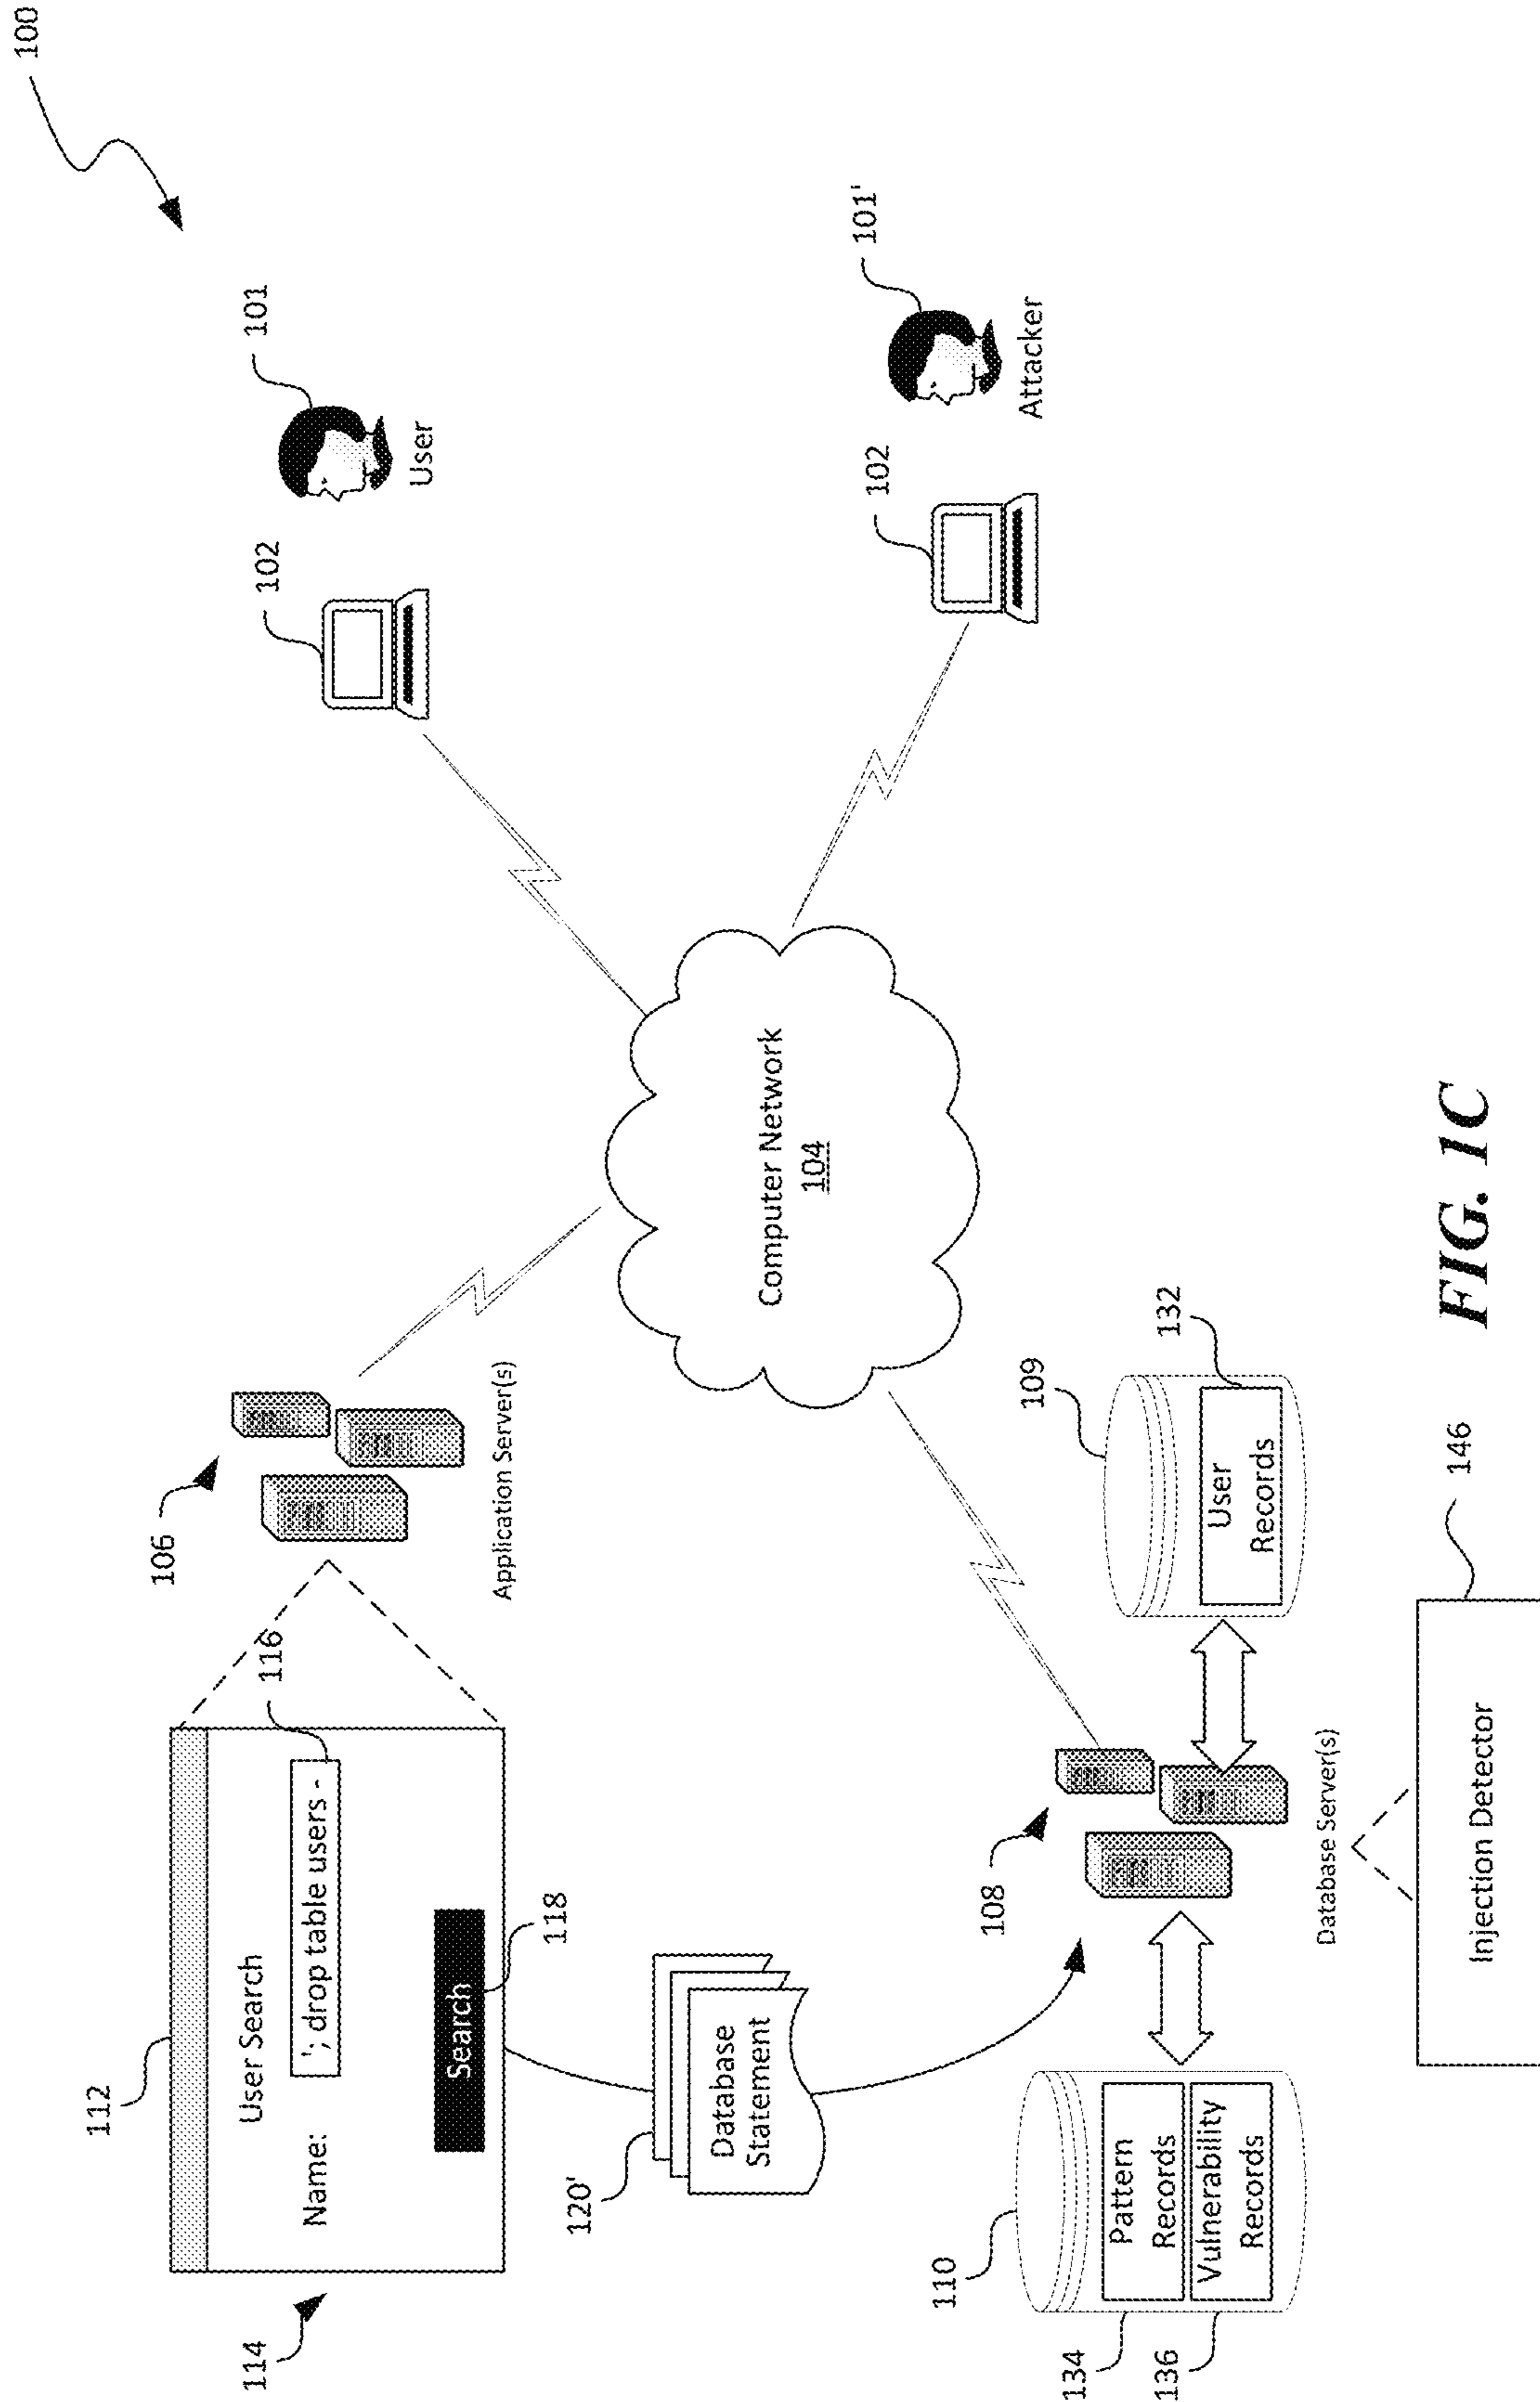 100
112
114
User Search
Name:
'; drop table users -
116
Search
118
106
Application Server(s)
102
101
User
120'
Database
Statement
Computer Network
104
102
101'
Attacker
110
134
Pattern
Records
136
Vulnerability
Records
108
Database Server(s)
109
User
Records
132
Injection Detector
146
FIG. 1C